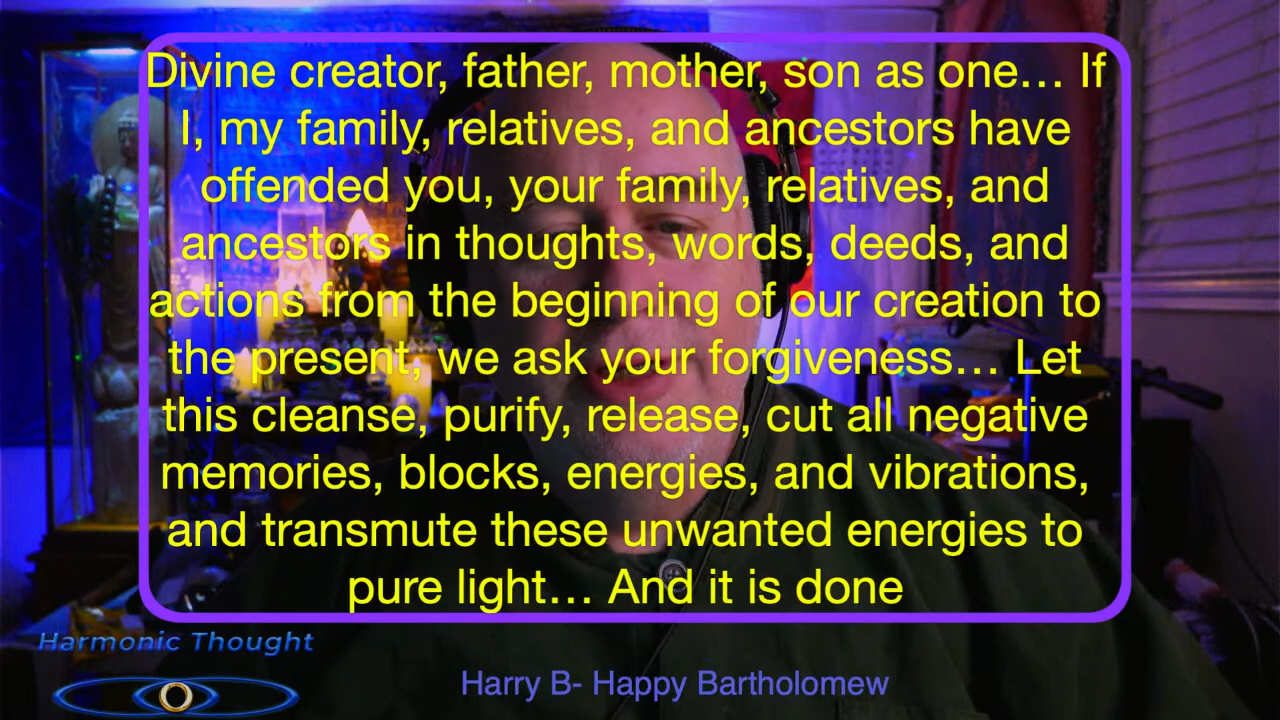 Divine creator, father, mother, son as one… If
I, my family, relatives, and ancestors have
offended you, your family, relatives, and
ancestors in thoughts, words, deeds, and
actions from the beginning of our creation to
the present, we ask your forgiveness… Let
this cleanse, purify, release, cut all negative
memories, blocks, energies, and vibrations,
and transmute these unwanted energies to
pure light… And it is done
Harmonic Thought
Harry B- Happy Bartholomew